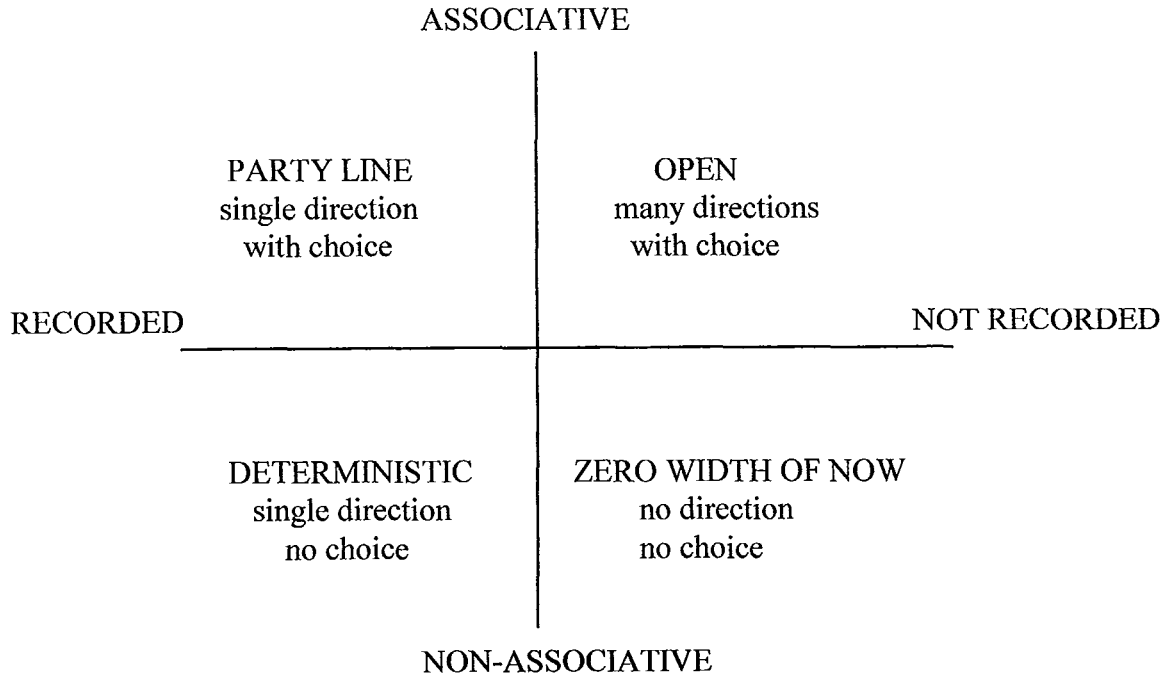 ASSOCIATIVE
PARTY LINE
single direction
with choice
OPEN
many directions
with choice
RECORDED
NOT RECORDED
DETERMINISTIC
single direction
no choice
ZERO WIDTH OF NOW
no direction
no choice
NON-ASSOCIATIVE